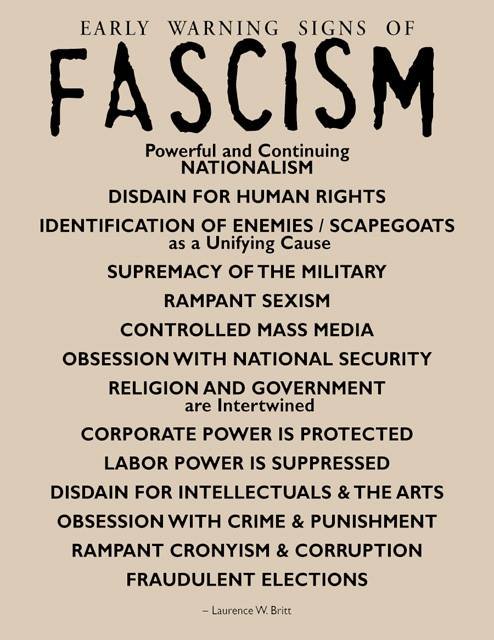 EARLY WARNING SIGNS OF
FASCISM
Powerful and Continuing
NATIONALISM
DISDAIN FOR HUMAN RIGHTS
IDENTIFICATION OF ENEMIES / SCAPEGOATS
as a Unifying Cause
SUPREMACY OF THE MILITARY
RAMPANT SEXISM
CONTROLLED MASS MEDIA
OBSESSION WITH NATIONAL SECURITY
RELIGION AND GOVERNMENT
are Intertwined
CORPORATE POWER IS PROTECTED
LABOR POWER IS SUPPRESSED
DISDAIN FOR INTELLECTUALS & THE ARTS
OBSESSION WITH CRIME & PUNISHMENT
RAMPANT CRONYISM & CORRUPTION
FRAUDULENT ELECTIONS
– Laurence W. Britt